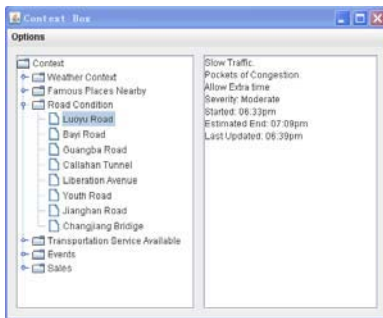 Context Box
Options
Context
Weather Context
Famous Places Nearby
Road Condition
Luoyu Road
Bayi Road
Guangba Road
Callahan Tunnel
Liberation Avenue
Youth Road
Jianghan Road
Changjiang Bridige
Transportation Service Available
Events
Sales
Slow Traffic.
Pockets of Congestion
Allow Extra time
Severity: Moderate
Started: 06:33pm
Estimated End: 07:09pm
Last Updated: 06:39pm